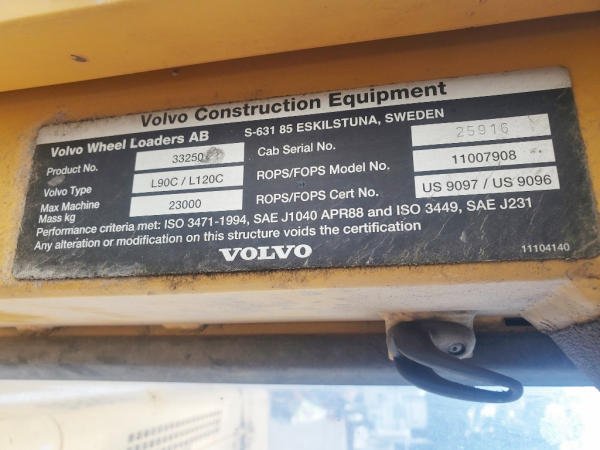 Volvo Construction Equipment
Volvo Wheel Loaders AB S-631 85 ESKILSTUNA, SWEDEN
Product No. 33250 Cab Serial No. 25916
Volvo Type L90C / L120C ROPS/FOPS Model No. 11007908
Max Machine Mass kg 23000 ROPS/FOPS Cert No. US 9097 / US 9096
Performance criteria met: ISO 3471-1994, SAE J1040 APR88 and ISO 3449, SAE J231
Any alteration or modification on this structure voids the certification
VOLVO 11104140